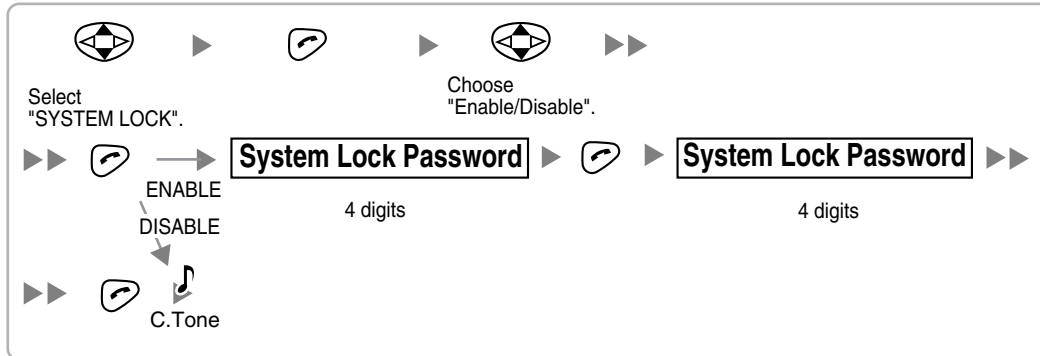 Select
"SYSTEM LOCK".
Choose
"Enable/Disable".
System Lock Password
System Lock Password
ENABLE
4 digits
4 digits
DISABLE
C.Tone